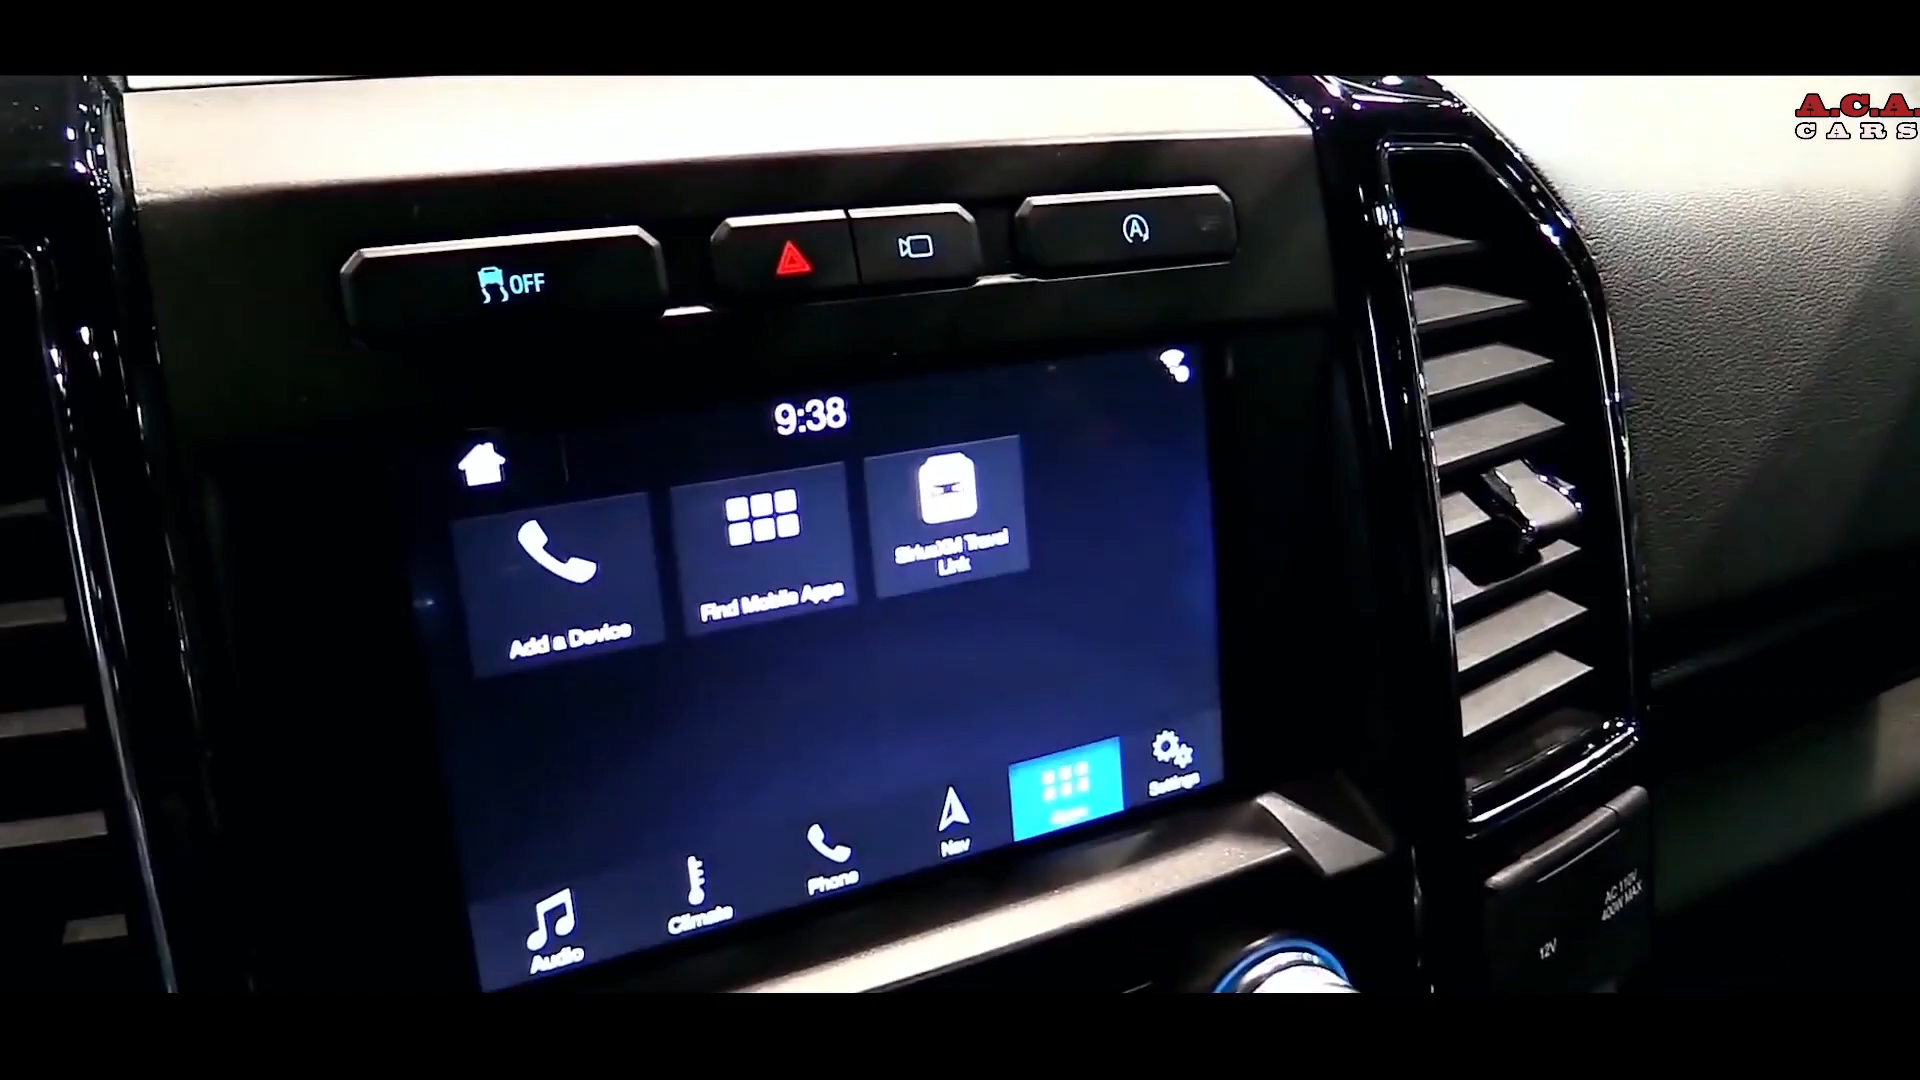 A.C.A.
CARS
OFF
A
9:38
Add a Device
Find Mobile Apps
SiriusXM Travel
Link
Audio
Climate
Phone
Nav
Apps
Settings
AC 110V
400W MAX
12V